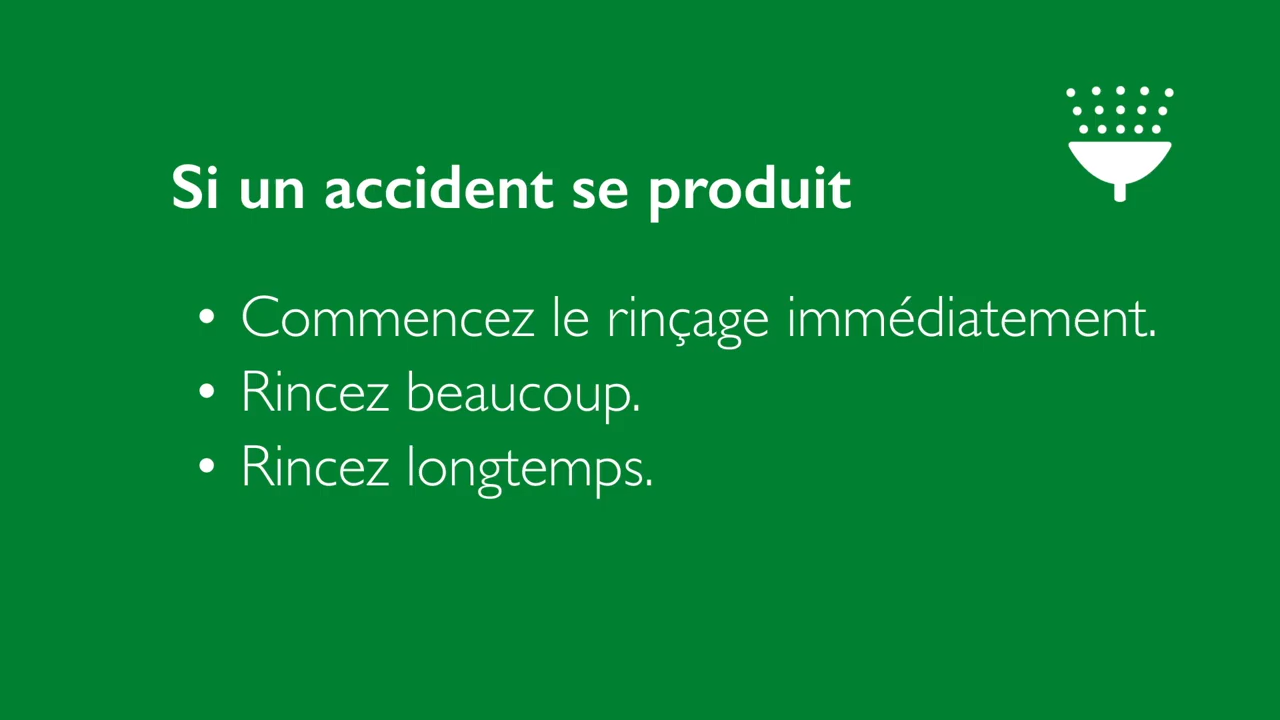 Si un accident se produit
• Commencez le rinçage immédiatement.
• Rincez beaucoup.
• Rincez longtemps.